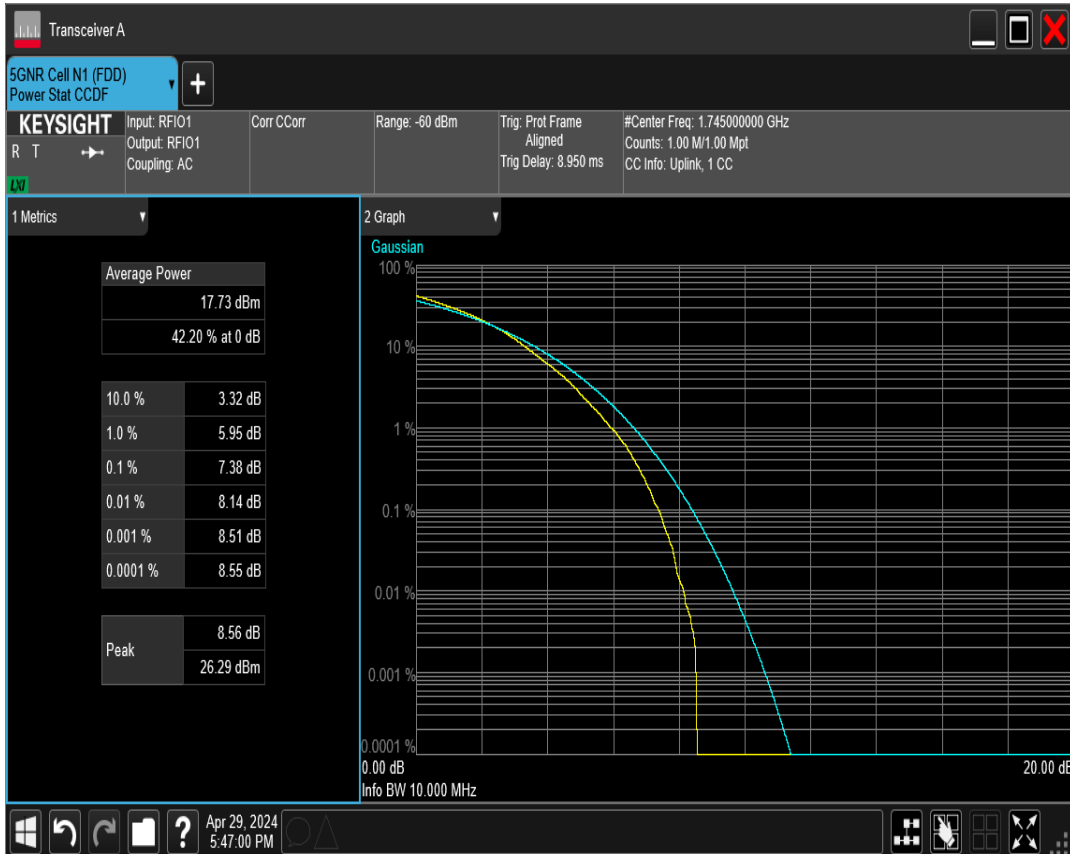 Transceiver A
5GNR Cell N1 (FDD)
Power Stat CCDF
+
KEYSIGHT
R T
LXI
Input: RFIO1
Output: RFIO1
Coupling: AC
Corr CCorr
Range: -60 dBm
Trig: Prot Frame
Aligned
Trig Delay: 8.950 ms
#Center Freq: 1.745000000 GHz
Counts: 1.00 M/1.00 Mpt
CC Info: Uplink, 1 CC
1 Metrics
Average Power
17.73 dBm
42.20 % at 0 dB
10.0 % 3.32 dB
1.0 % 5.95 dB
0.1 % 7.38 dB
0.01 % 8.14 dB
0.001 % 8.51 dB
0.0001 % 8.55 dB
Peak
8.56 dB
26.29 dBm
2 Graph
Gaussian
100 %
10 %
1 %
0.1 %
0.01 %
0.001 %
0.0001 %
0.00 dB 20.00 dB
Info BW 10.000 MHz
?
Apr 29, 2024
5:47:00 PM